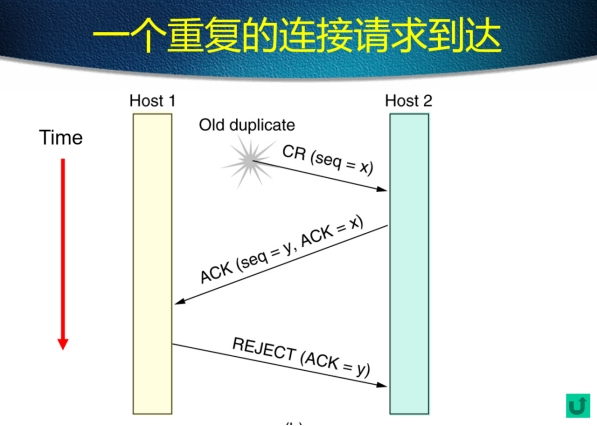 一个重复的连接请求到达
Host 1
Host 2
Old duplicate
Time
CR (seq = x)
ACK (seq = y, ACK = x)
REJECT (ACK = y)